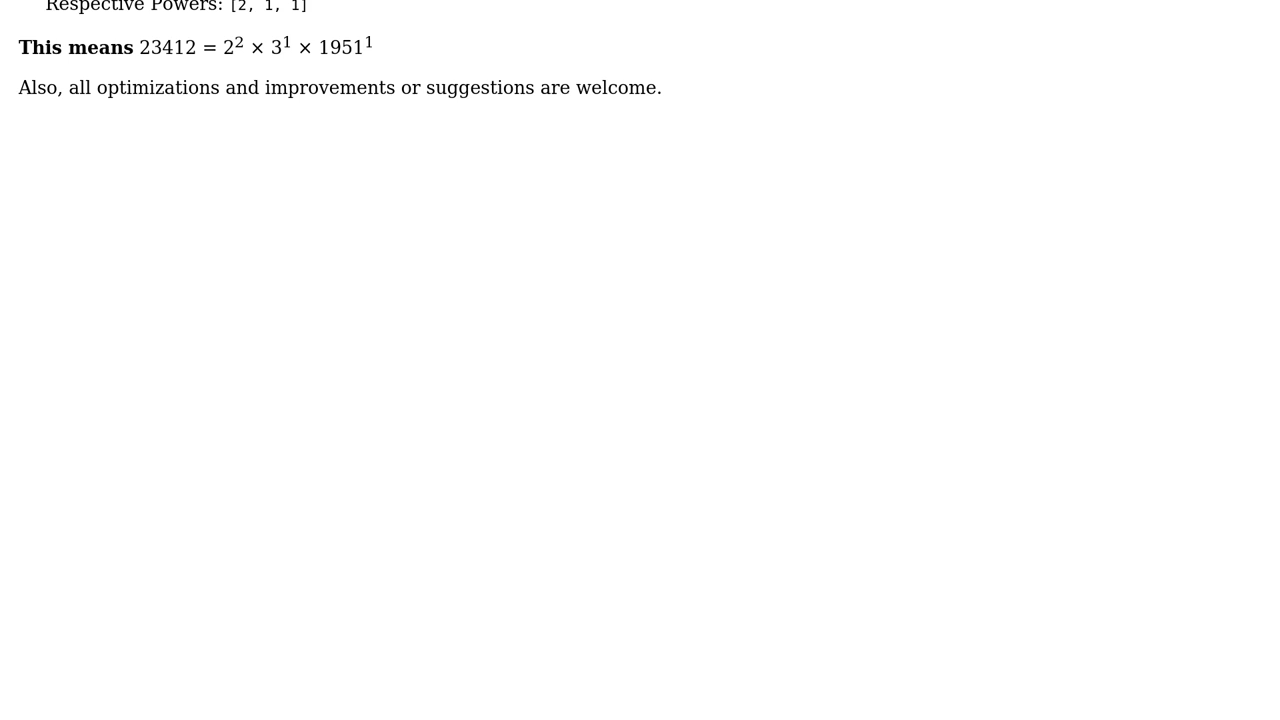 Respective Powers: [2, 1, 1]
This means 23412 = 2² × 3¹ × 1951¹
Also, all optimizations and improvements or suggestions are welcome.